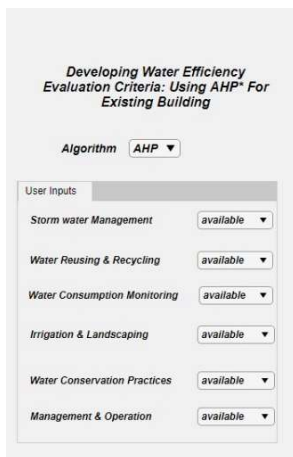 Developing Water Efficiency
Evaluation Criteria: Using AHP* For
Existing Building
Algorithm AHP
User Inputs
Storm water Management available
Water Reusing & Recycling available
Water Consumption Monitoring available
Irrigation & Landscaping available
Water Conservation Practices available
Management & Operation available